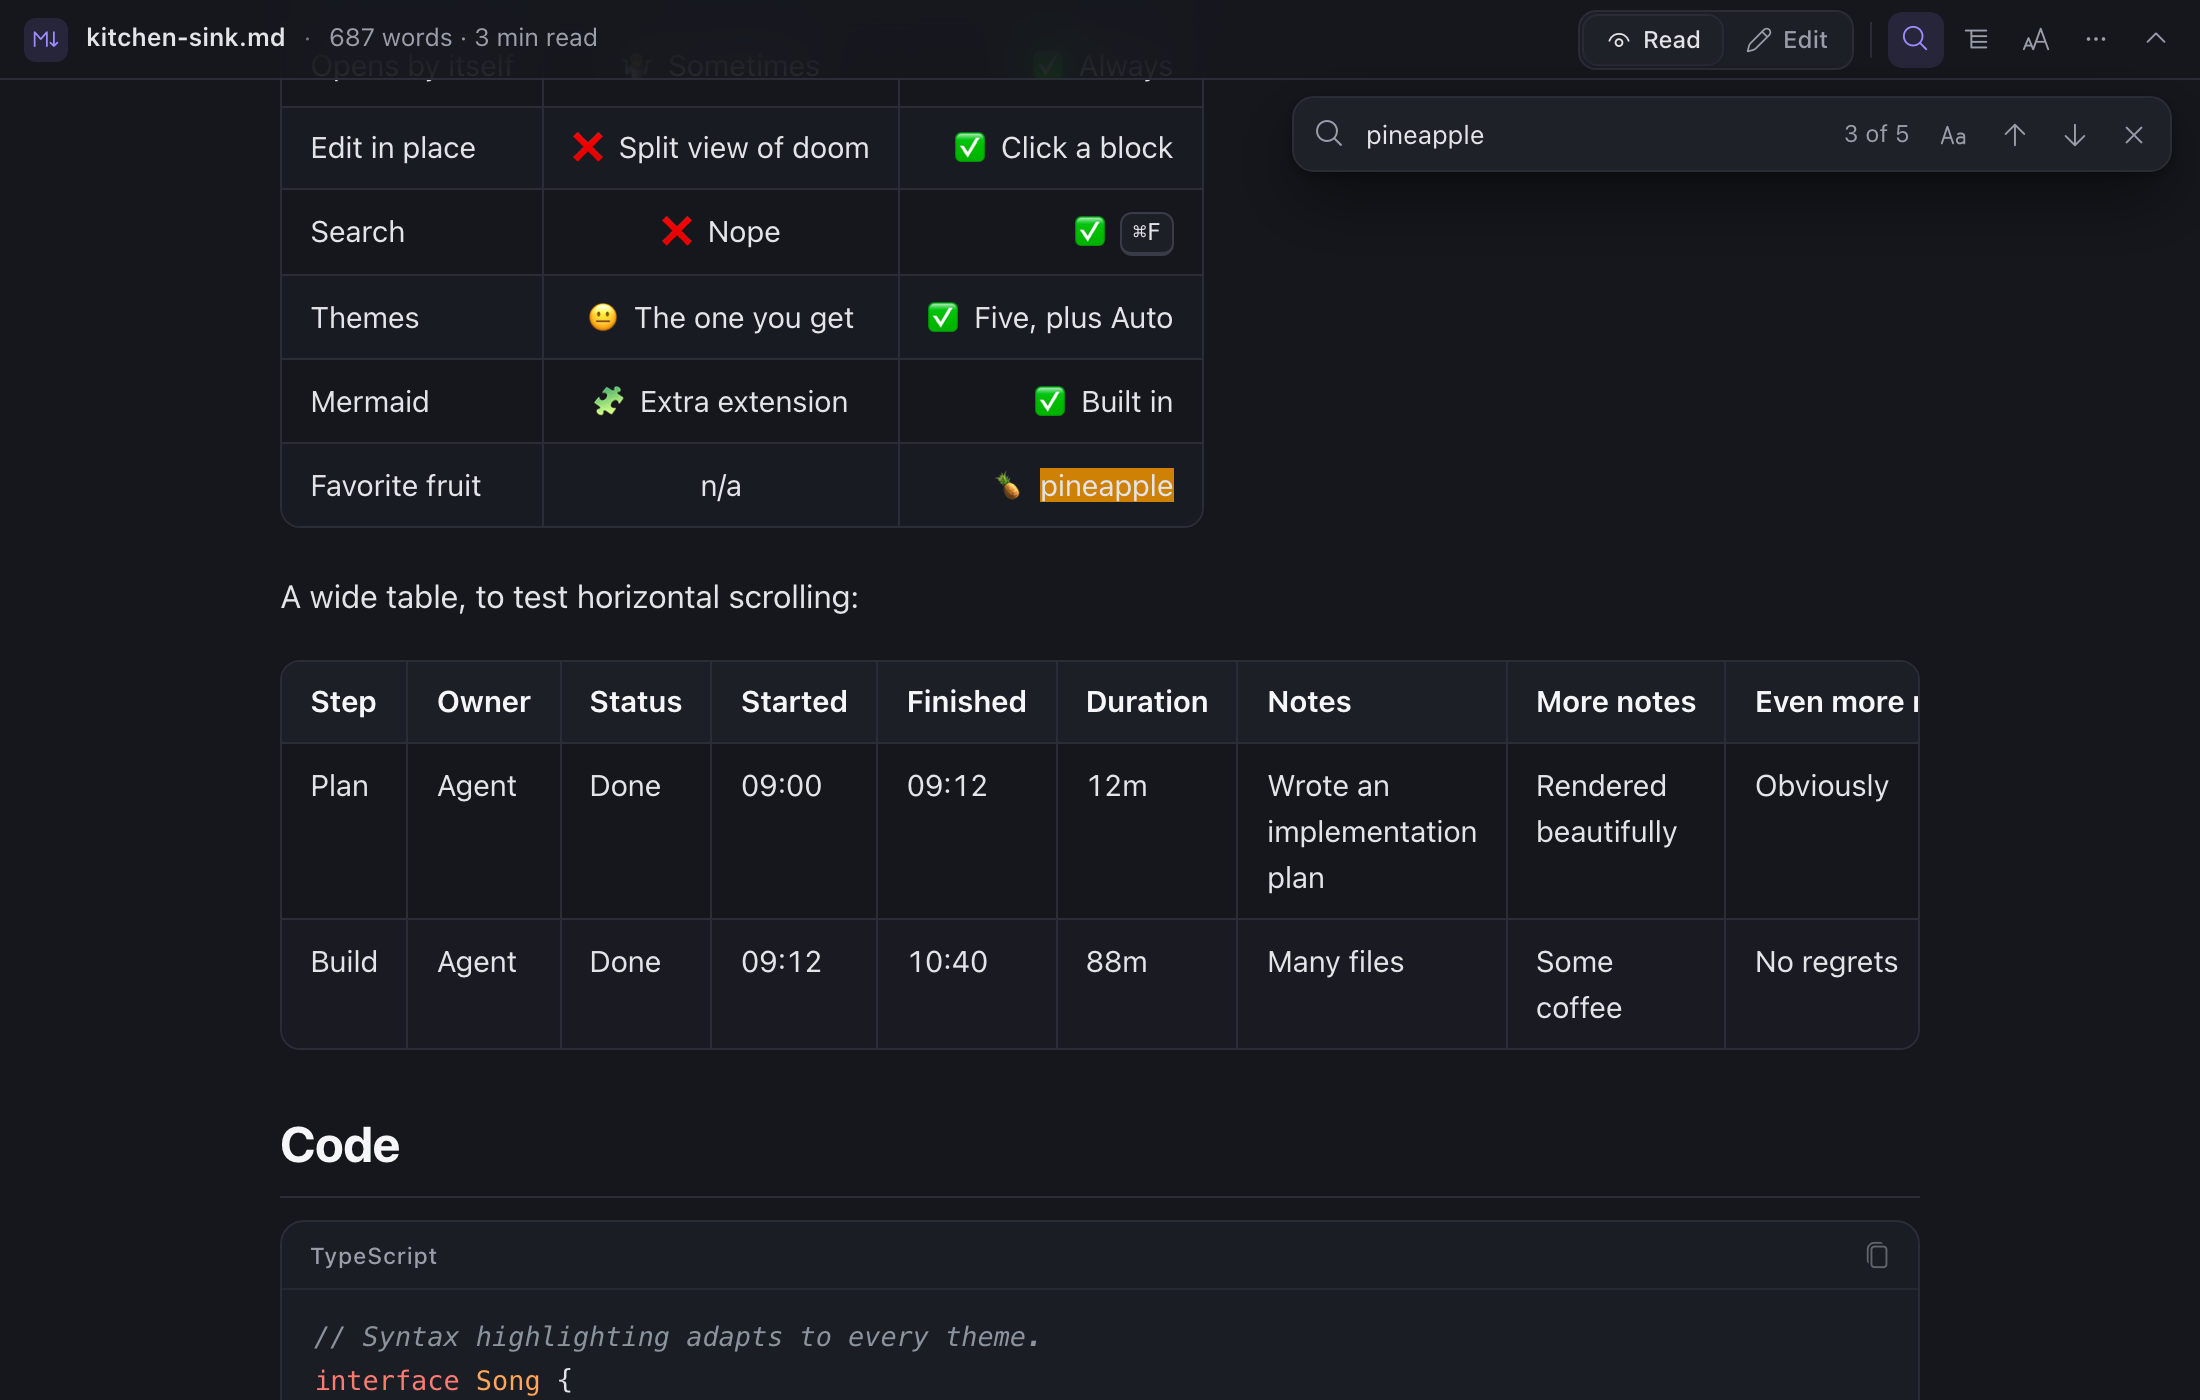 M↓ kitchen-sink.md · 687 words · 3 min read Read Edit AA ···
Opens by itself Sometimes ✅ Always
pineapple 3 of 5 Aa
Edit in place ❌ Split view of doom ✅ Click a block
Search ❌ Nope ✅ ⌘F
Themes 😐 The one you get ✅ Five, plus Auto
Mermaid 🧩 Extra extension ✅ Built in
Favorite fruit n/a 🍍 pineapple
A wide table, to test horizontal scrolling:
Step Owner Status Started Finished Duration Notes More notes Even more
Plan Agent Done 09:00 09:12 12m Wrote an Rendered Obviously
implementation beautifully
plan
Build Agent Done 09:12 10:40 88m Many files Some No regrets
coffee
Code
TypeScript
// Syntax highlighting adapts to every theme.
interface Song {